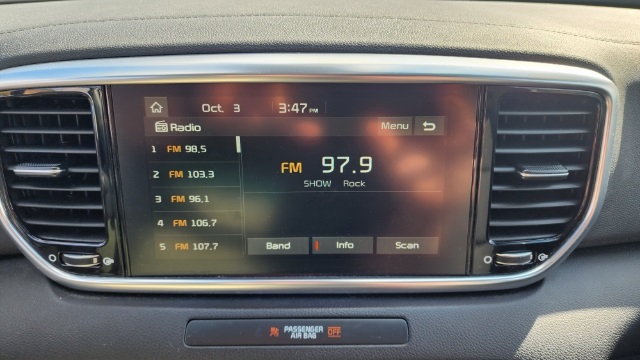 Oct. 3 3:47 PM
Radio Menu
1 FM 98.5
2 FM 103.3
3 FM 96.1
4 FM 106.7
5 FM 107.7
FM 97.9
SHOW Rock
Band Info Scan
PASSENGER
AIR BAG OFF